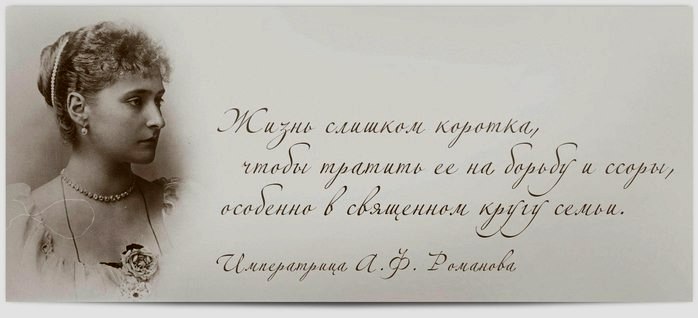 Жизнь слишком коротка,
чтобы тратить ее на борьбу и ссоры,
особенно в священном кругу семьи.
Императрица А. Ф. Романова